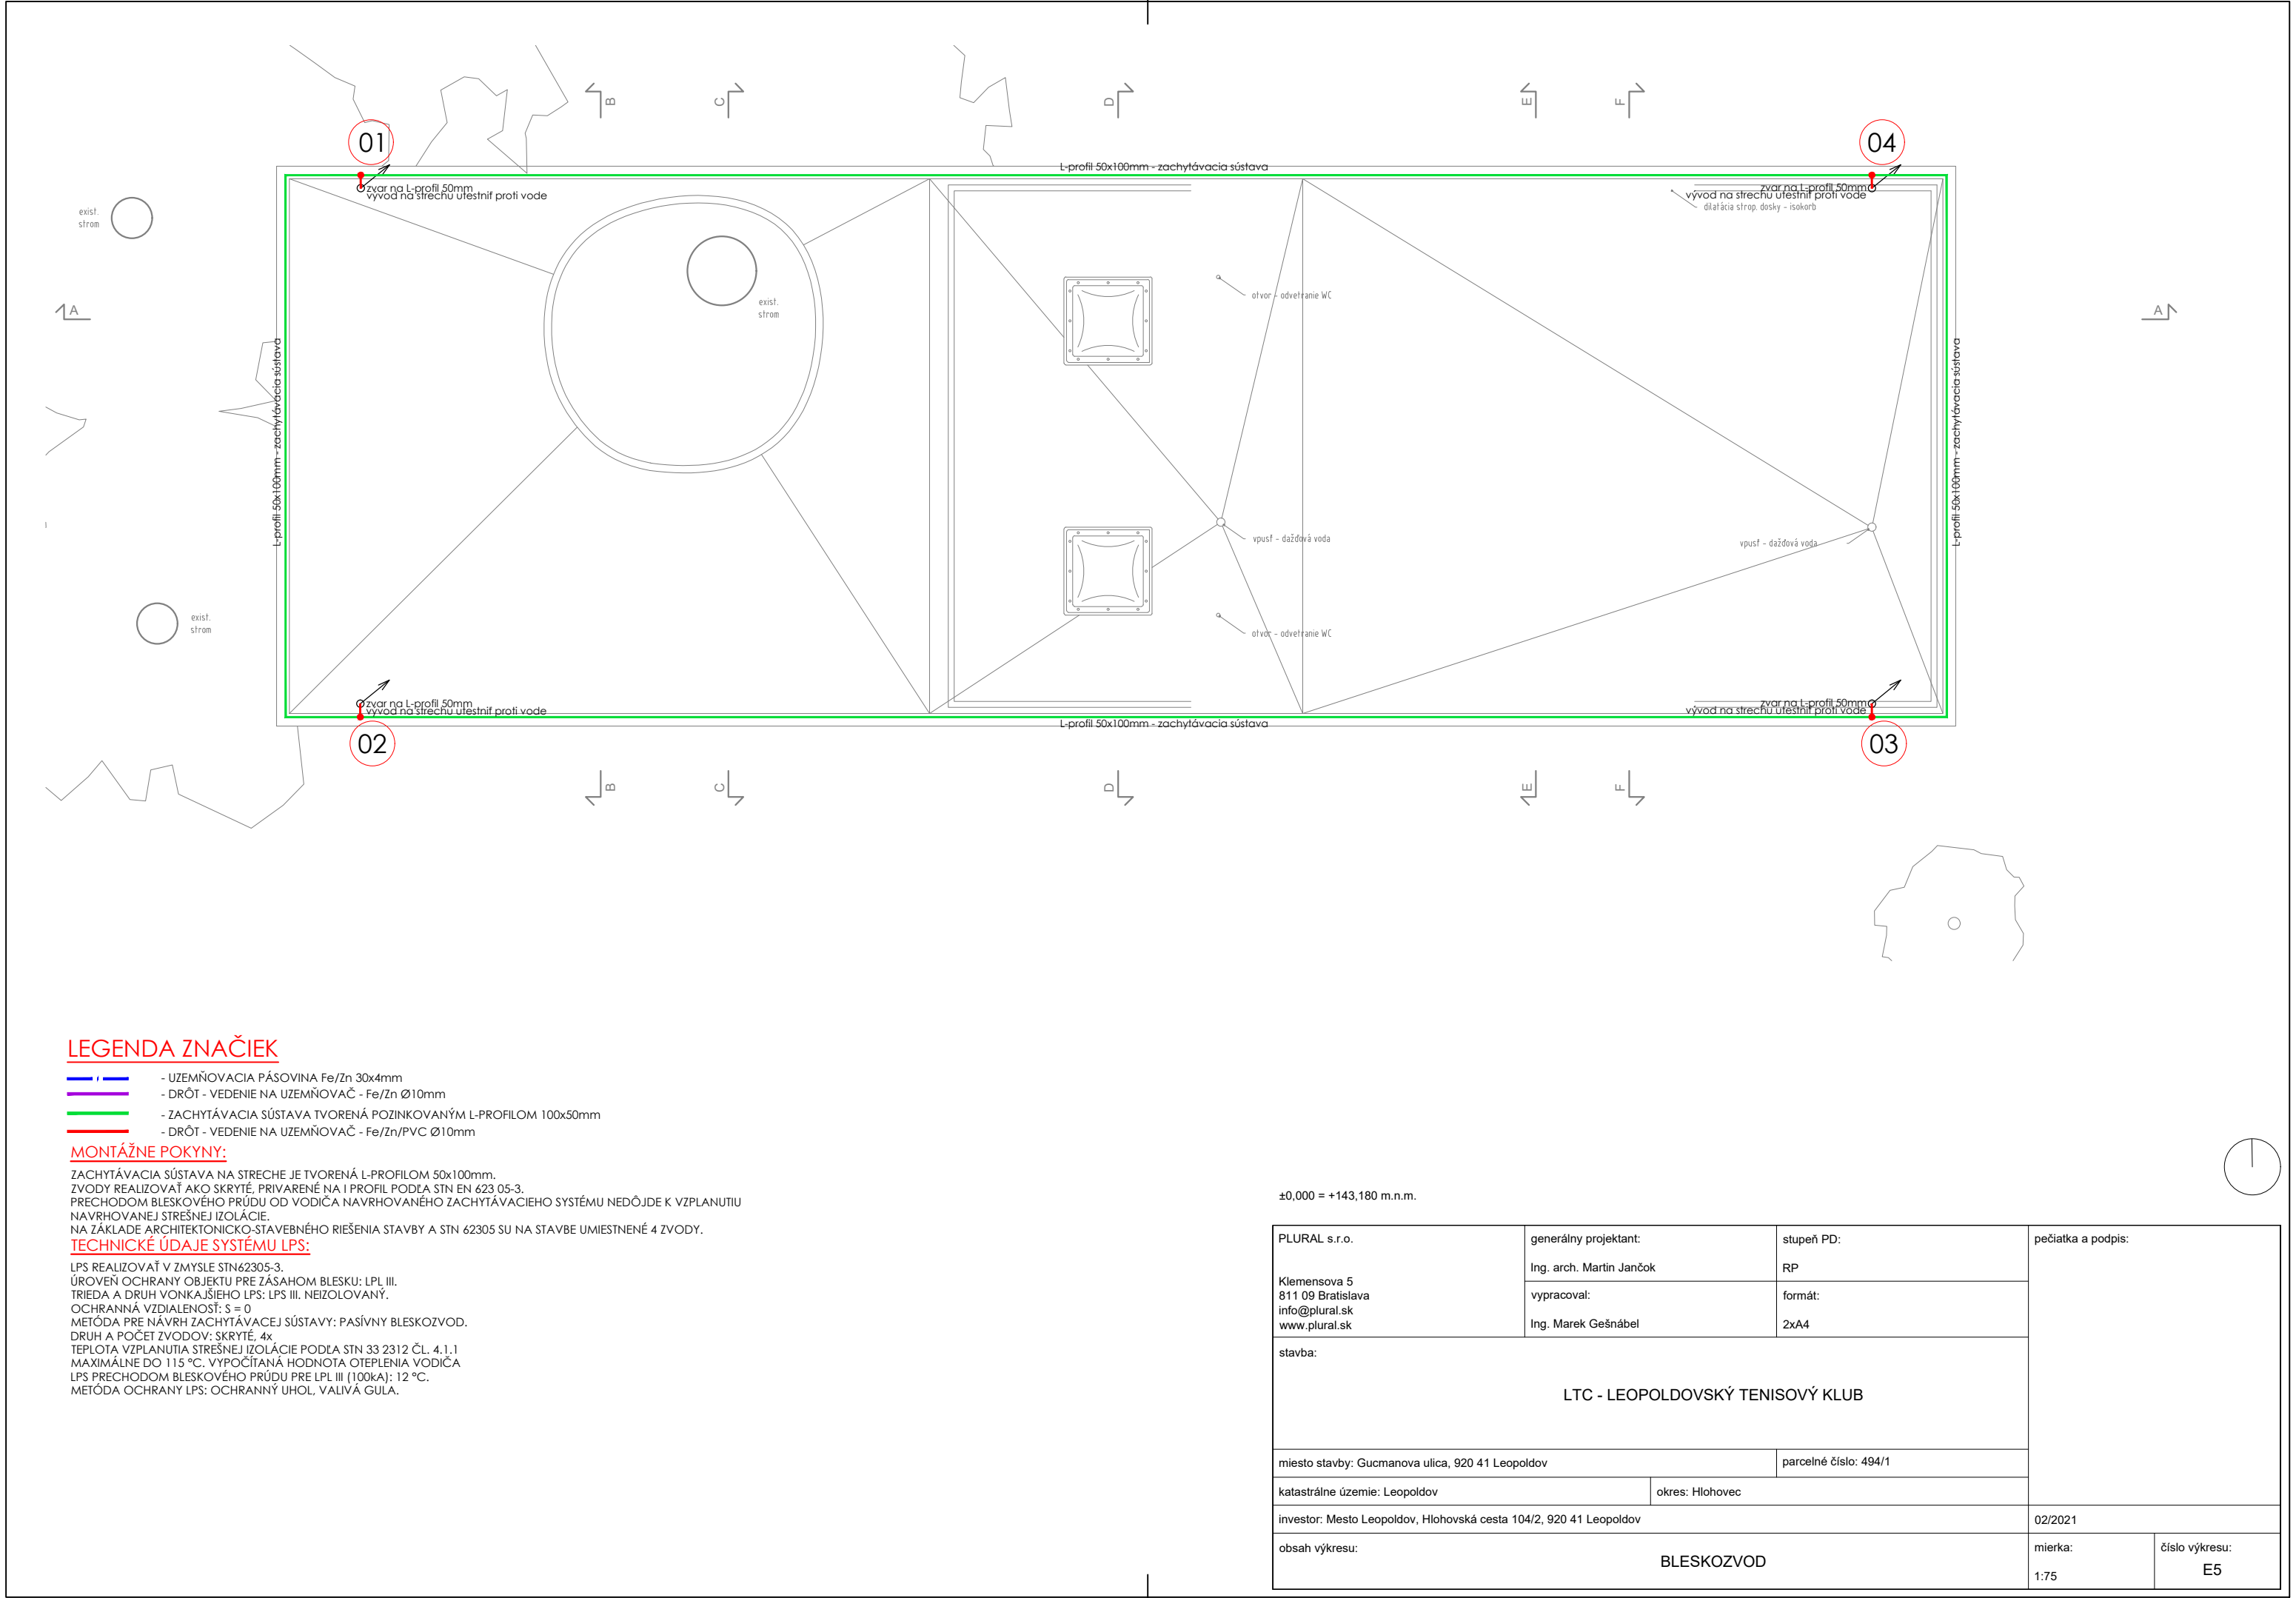 B
C
D
E
F
01
04
L-profil 50x100mm - zachytávacia sústava
zvar na L-profil 50mm
vývod na strechu utestniť proti vode
zvar na L-profil 50mm
vývod na strechu utestniť proti vode
dilatácia strop. dosky - isokorb
exist.
strom
exist.
strom
otvor - odvetranie WC
A
A
L-profil 50x100mm - zachytávacia sústava
L-profil 50x100mm - zachytávacia sústava
vpusť - dažďová voda
vpusť - dažďová voda
exist.
strom
otvor - odvetranie WC
zvar na L-profil 50mm
vývod na strechu utestniť proti vode
zvar na L-profil 50mm
vývod na strechu utestniť proti vode
L-profil 50x100mm - zachytávacia sústava
02
03
B
C
D
E
F
LEGENDA ZNAČIEK
- UZEMŇOVACIA PÁSOVINA Fe/Zn 30x4mm
- DRÔT - VEDENIE NA UZEMŇOVAČ - Fe/Zn Ø10mm
- ZACHYTÁVACIA SÚSTAVA TVORENÁ POZINKOVANÝM L-PROFILOM 100x50mm
- DRÔT - VEDENIE NA UZEMŇOVAČ - Fe/Zn/PVC Ø10mm
MONTÁŽNE POKYNY:
ZACHYTÁVACIA SÚSTAVA NA STRECHE JE TVORENÁ L-PROFILOM 50x100mm.
ZVODY REALIZOVAŤ AKO SKRYTÉ, PRIVARENÉ NA I PROFIL PODĽA STN EN 623 05-3.
PRECHODOM BLESKOVÉHO PRÚDU OD VODIČA NAVRHOVANÉHO ZACHYTÁVACIEHO SYSTÉMU NEDÔJDE K VZPLANUTIU
NAVRHOVANEJ STREŠNEJ IZOLÁCIE.
NA ZÁKLADE ARCHITEKTONICKO-STAVEBNÉHO RIEŠENIA STAVBY A STN 62305 SU NA STAVBE UMIESTNENÉ 4 ZVODY.
TECHNICKÉ ÚDAJE SYSTÉMU LPS:
LPS REALIZOVAŤ V ZMYSLE STN62305-3.
ÚROVEŇ OCHRANY OBJEKTU PRE ZÁSAHOM BLESKU: LPL III.
TRIEDA A DRUH VONKAJŠIEHO LPS: LPS III. NEIZOLOVANÝ.
OCHRANNÁ VZDIALENOSŤ: S = 0
METÓDA PRE NÁVRH ZACHYTÁVACEJ SÚSTAVY: PASÍVNY BLESKOZVOD.
DRUH A POČET ZVODOV: SKRYTÉ, 4x
TEPLOTA VZPLANUTIA STREŠNEJ IZOLÁCIE PODĽA STN 33 2312 ČL. 4.1.1
MAXIMÁLNE DO 115 °C. VYPOČÍTANÁ HODNOTA OTEPLENIA VODIČA
LPS PRECHODOM BLESKOVÉHO PRÚDU PRE LPL III (100kA): 12 °C.
METÓDA OCHRANY LPS: OCHRANNÝ UHOL, VALIVÁ GULA.
±0,000 = +143,180 m.n.m.
PLURAL s.r.o.
Klemensova 5
811 09 Bratislava
info@plural.sk
www.plural.sk
generálny projektant:
Ing. arch. Martin Jančok
vypracoval:
Ing. Marek Gešnábel
stupeň PD:
RP
formát:
2xA4
pečiatka a podpis:
stavba:
LTC - LEOPOLDOVSKÝ TENISOVÝ KLUB
miesto stavby: Gucmanova ulica, 920 41 Leopoldov
parcelné číslo: 494/1
katastrálne územie: Leopoldov
okres: Hlohovec
investor: Mesto Leopoldov, Hlohovská cesta 104/2, 920 41 Leopoldov
02/2021
obsah výkresu:
BLESKOZVOD
mierka:
1:75
číslo výkresu:
E5